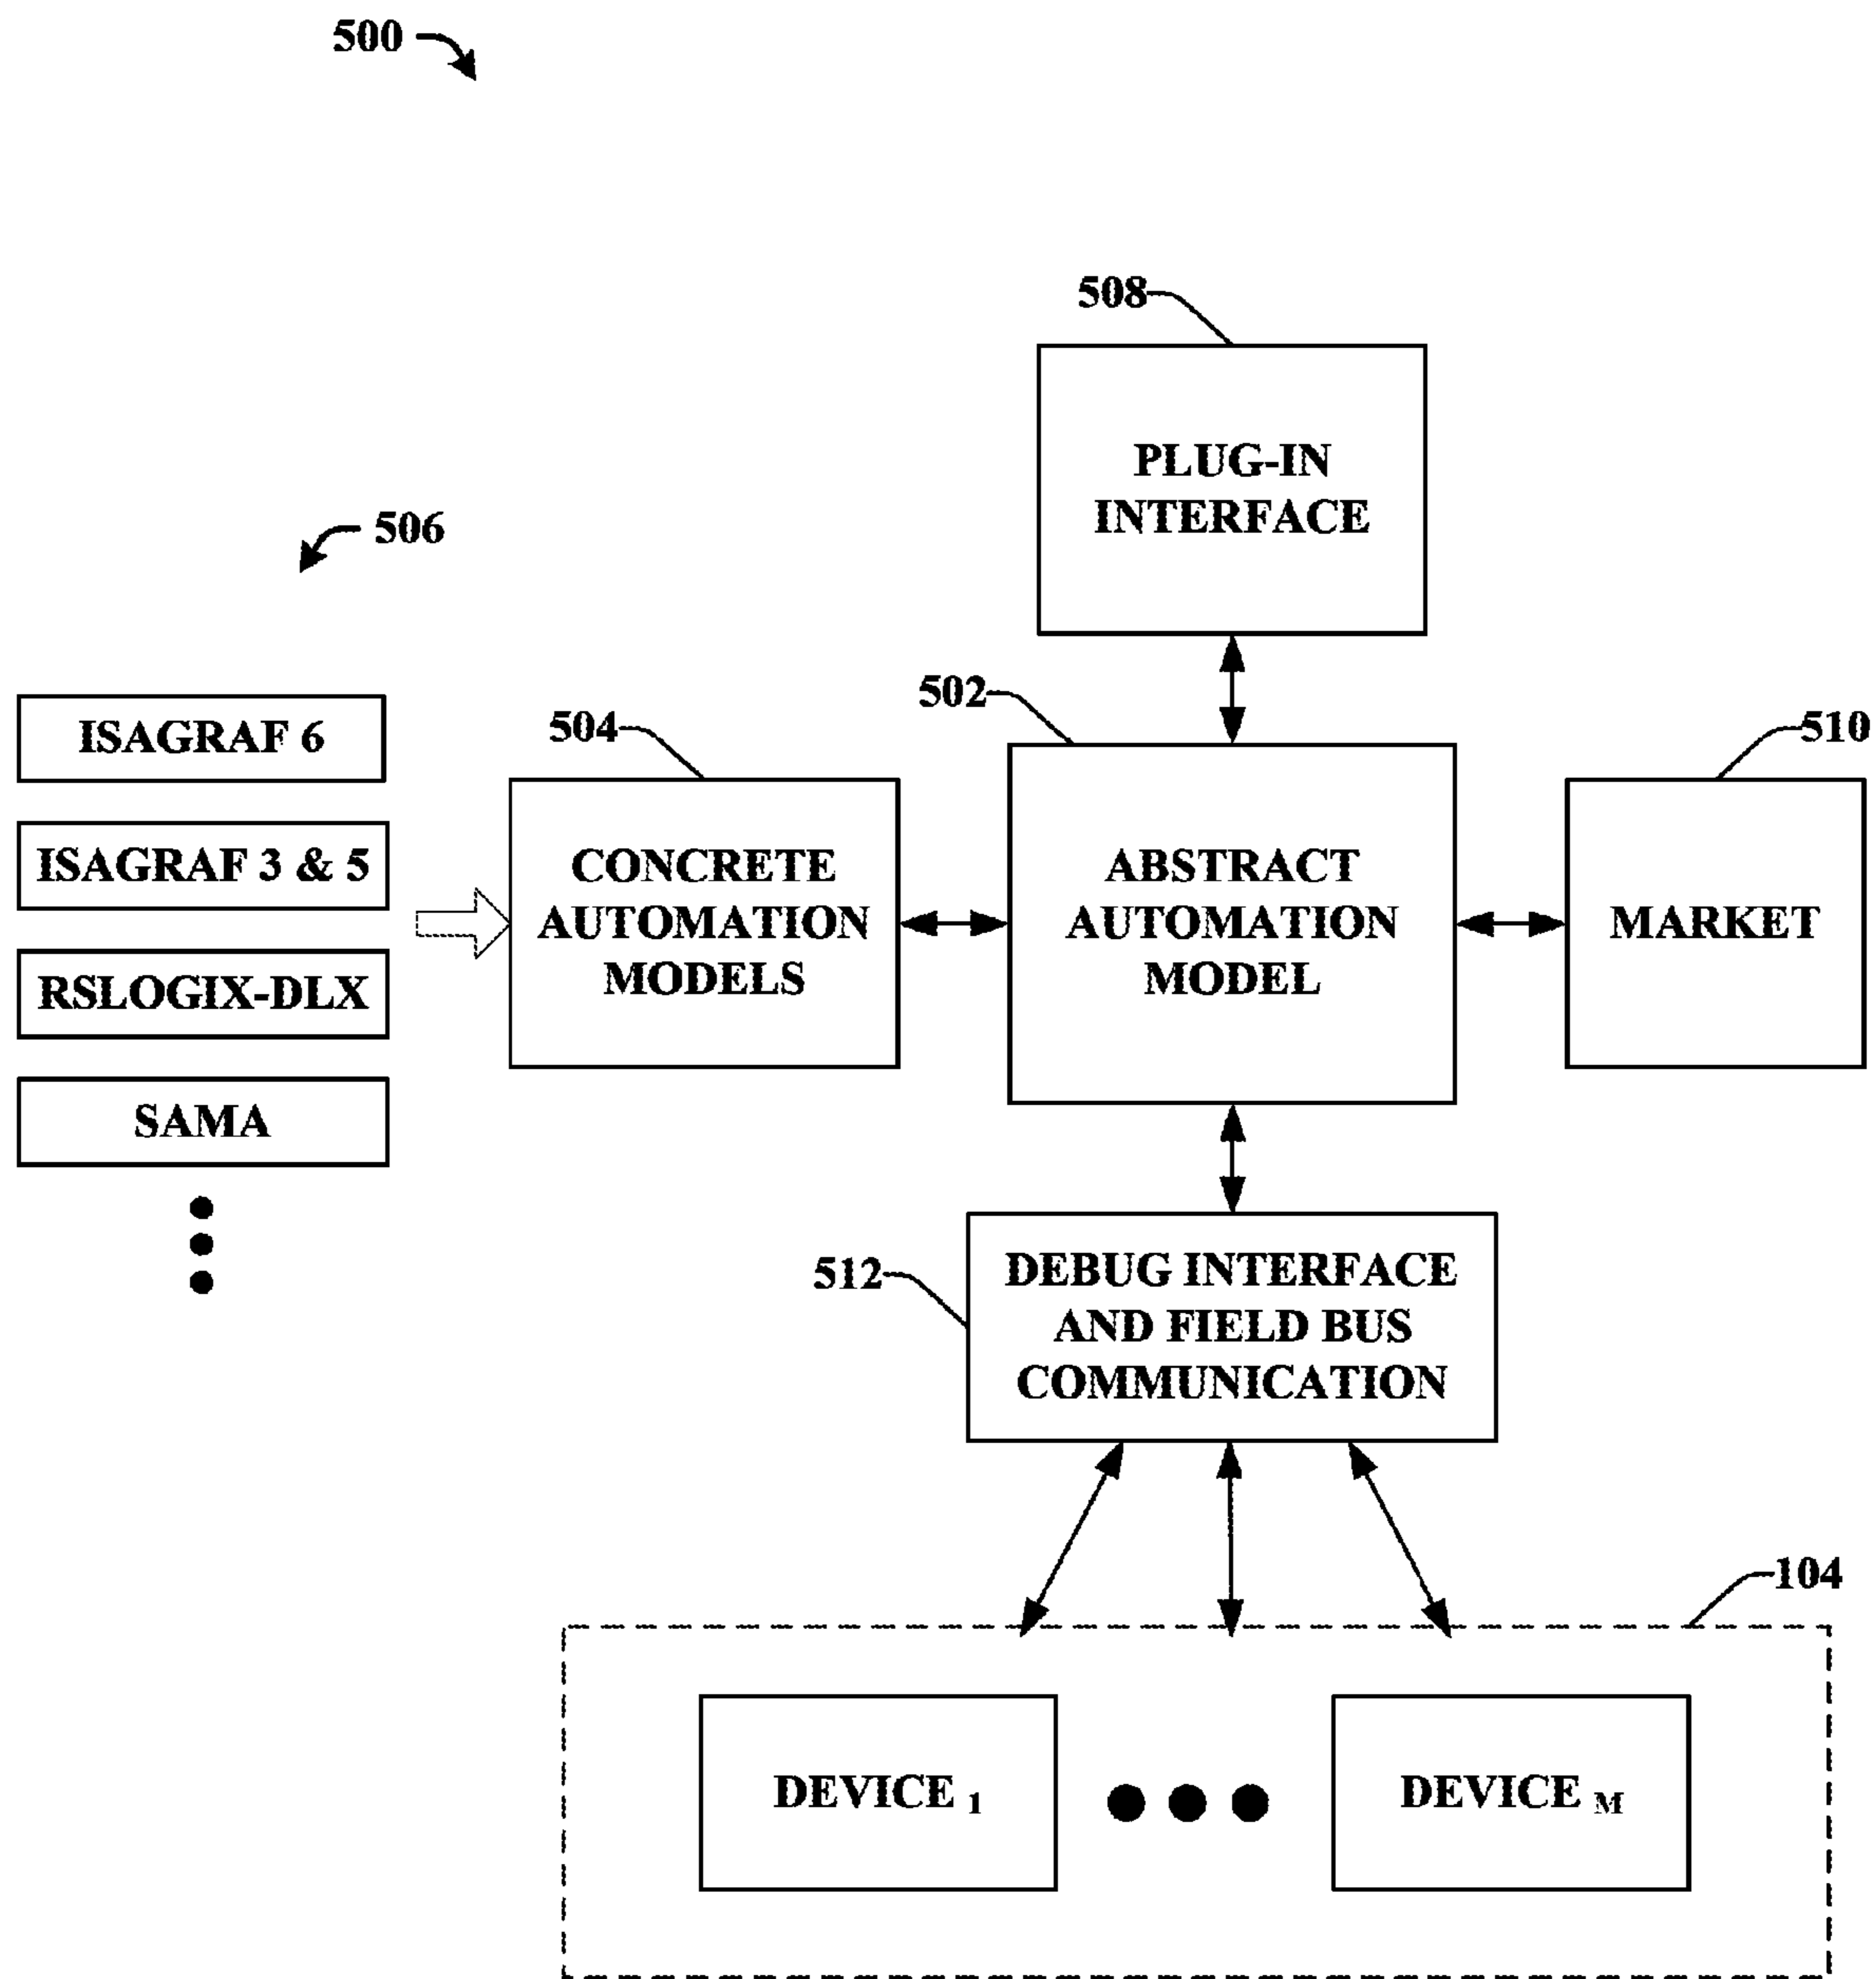 500
508
PLUG-IN
INTERFACE
506
502
504
510
ISAGRAF 6
ISAGRAF 3 & 5
RSLOGIX-DLX
SAMA
CONCRETE
AUTOMATION
MODELS
ABSTRACT
AUTOMATION
MODEL
MARKET
512
DEBUG INTERFACE
AND FIELD BUS
COMMUNICATION
104
DEVICE 1
DEVICE M